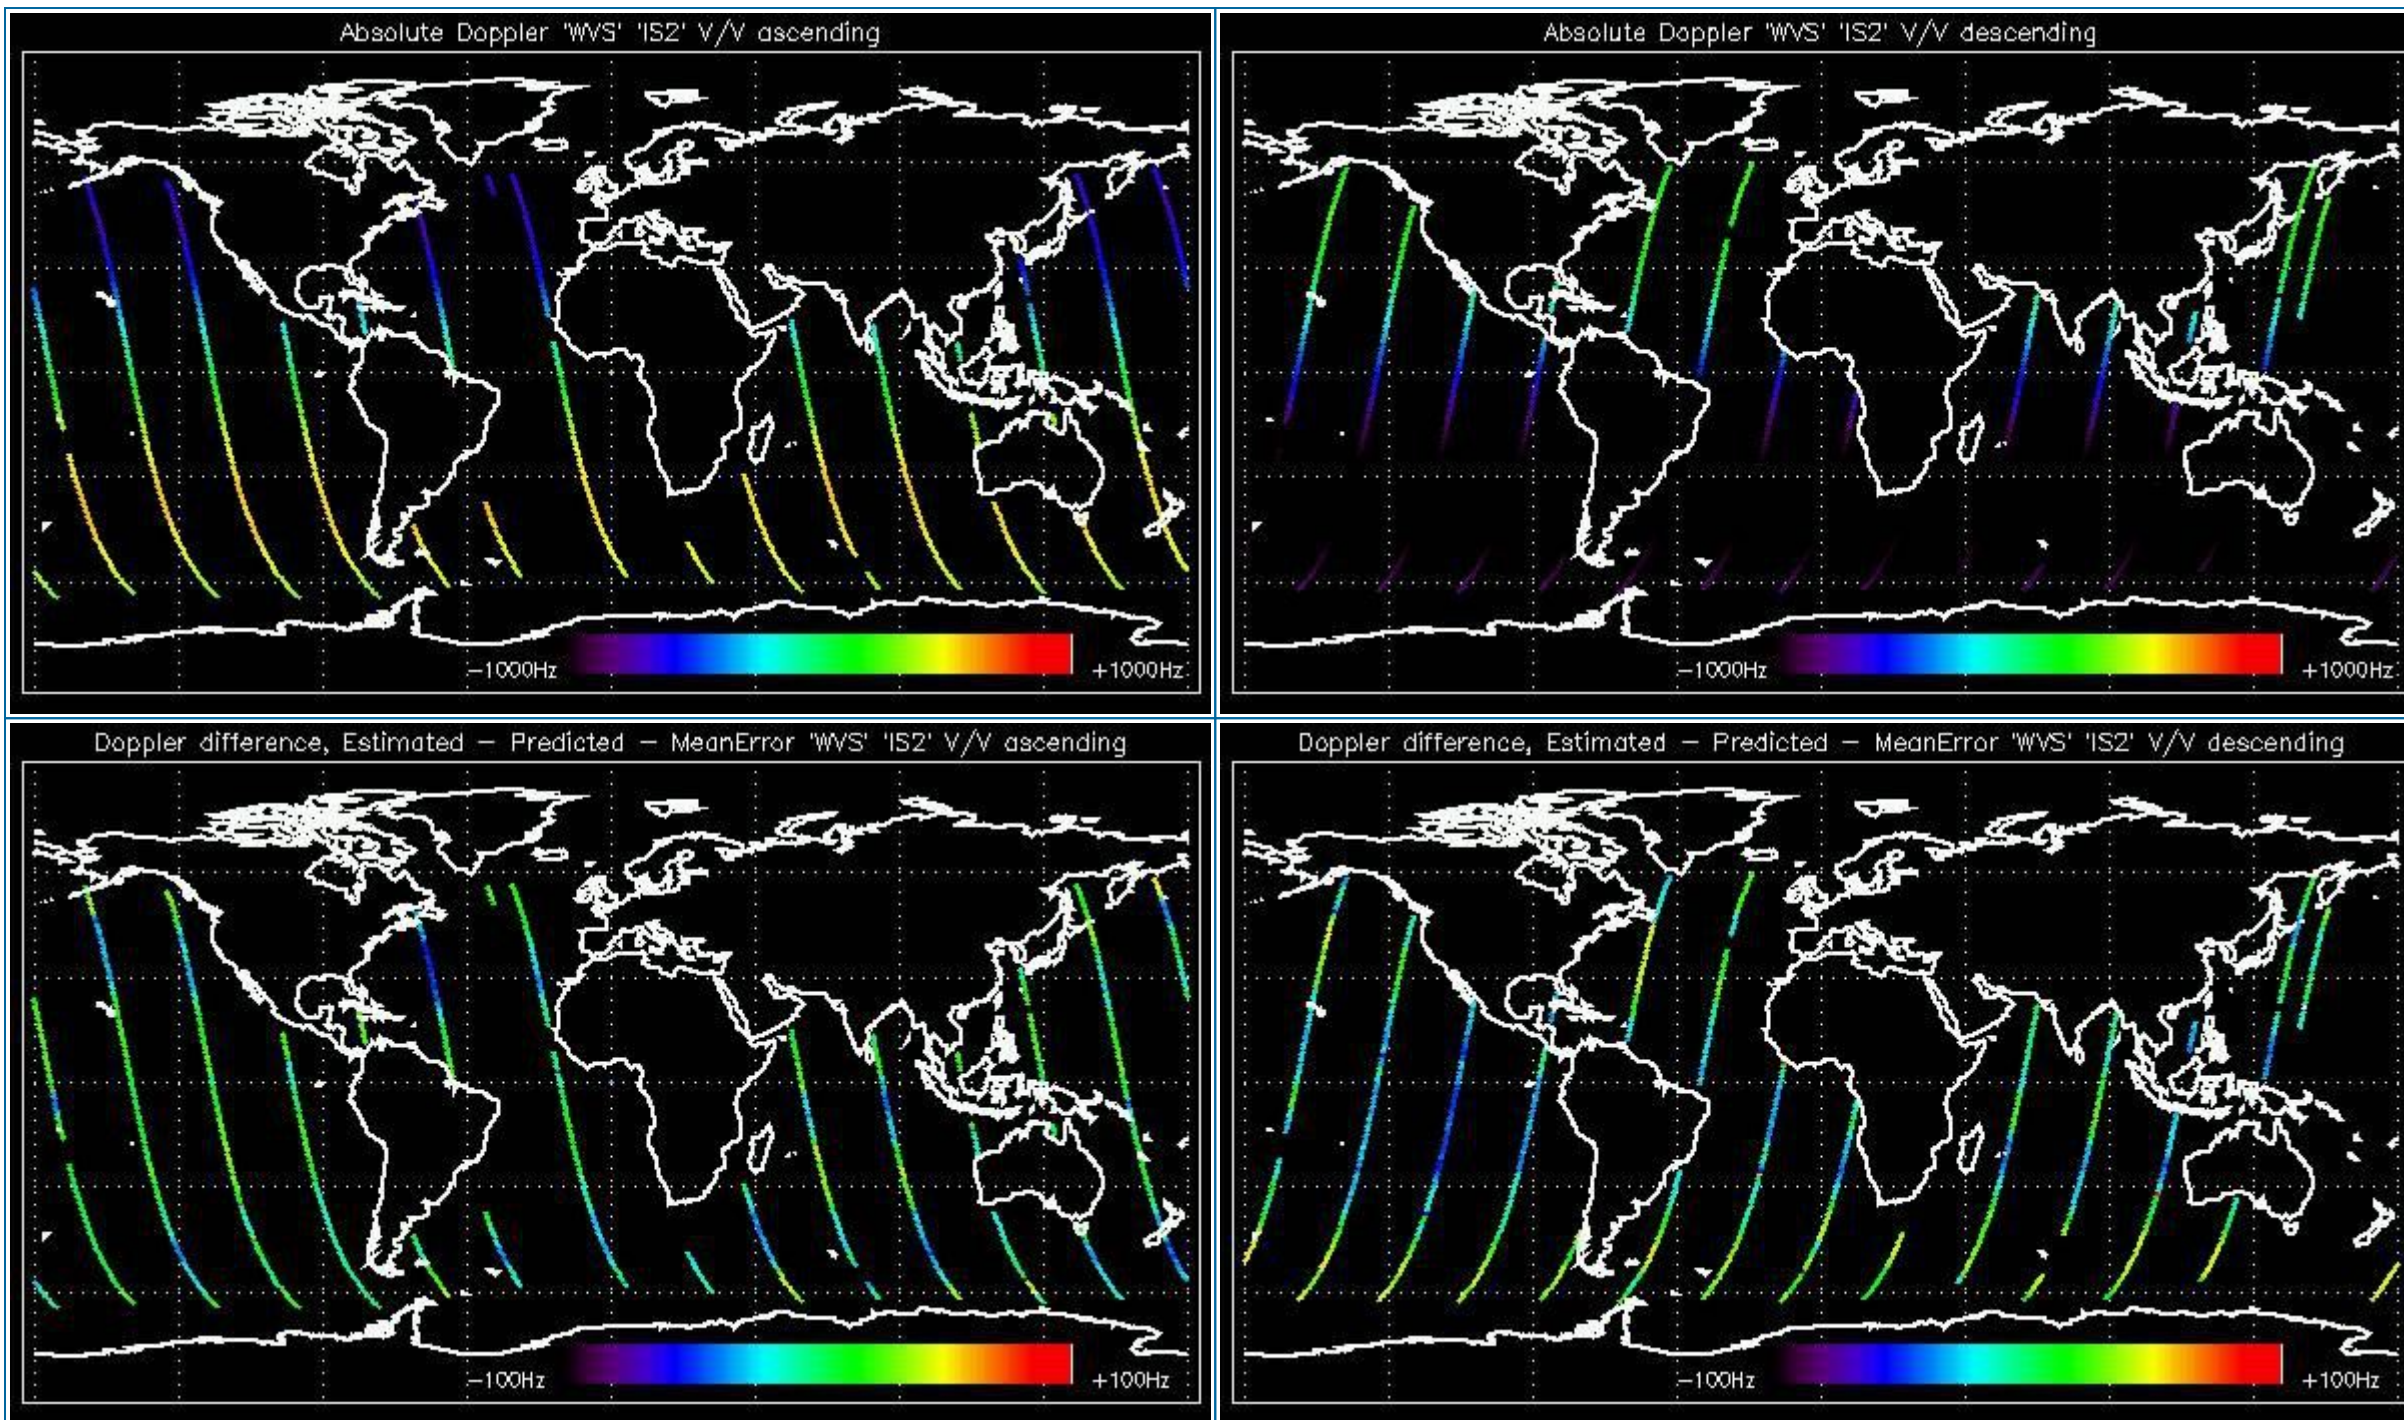 Absolute Doppler 'WVS' 'IS2' V/V ascending
-1000Hz
+1000Hz
Absolute Doppler 'WVS' 'IS2' V/V descending
-1000Hz
+1000Hz
Doppler difference, Estimated - Predicted - MeanError 'WVS' 'IS2' V/V ascending
-100Hz
+100Hz
Doppler difference, Estimated - Predicted - MeanError 'WVS' 'IS2' V/V descending
-100Hz
+100Hz